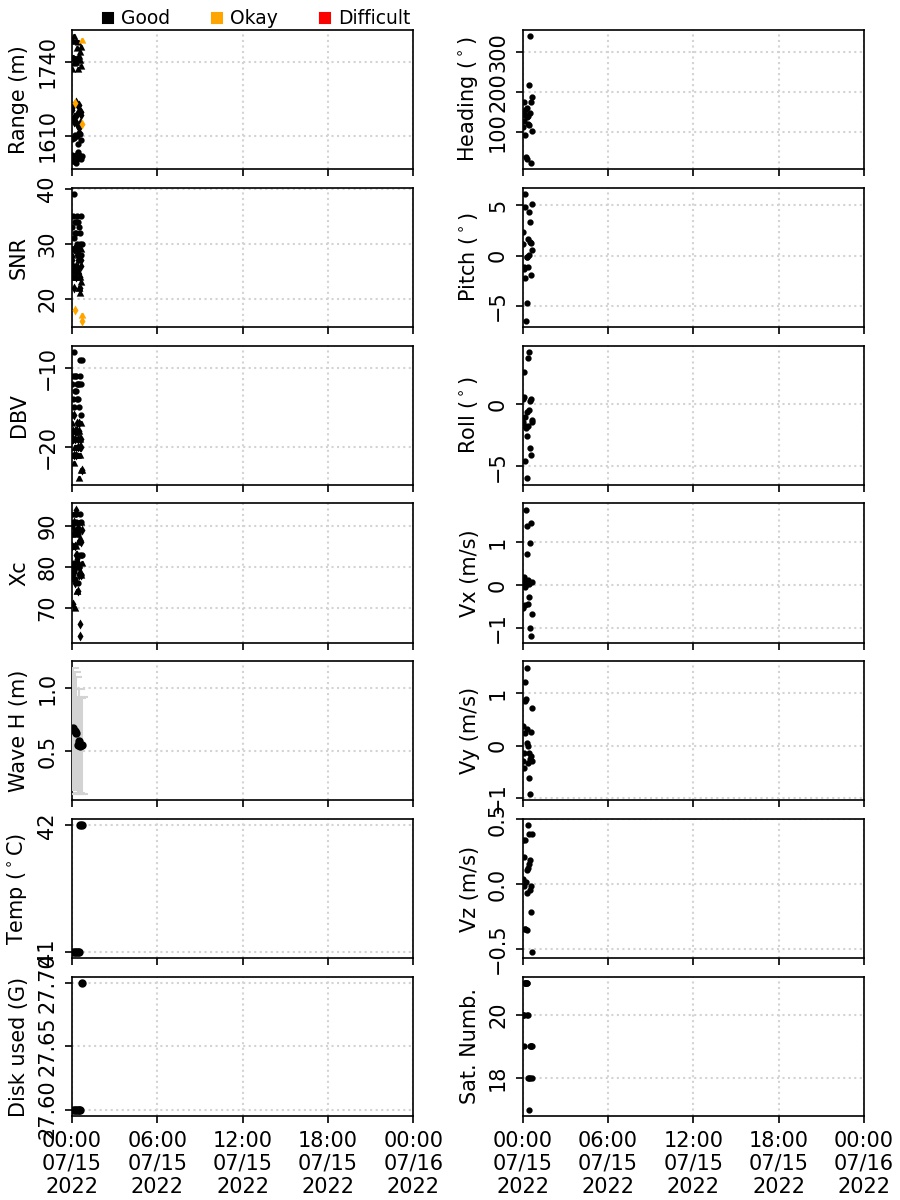 Good Okay Difficult
Range (m)
1740
1610
Heading (°)
300
200
100
SNR
40
30
20
Pitch (°)
5
0
−5
DBV
−10
−20
Roll (°)
0
−5
Xc
90
80
70
Vx (m/s)
1
0
−1
Wave H (m)
1.0
0.5
Vy (m/s)
1
0
−1
Temp (°C)
42
41
Vz (m/s)
0.5
0.0
−0.5
Disk used (G)
27.70
27.65
27.60
Sat. Numb.
20
18
00:00 06:00 12:00 18:00 00:00
07/15 07/15 07/15 07/15 07/16
2022 2022 2022 2022 2022
00:00 06:00 12:00 18:00 00:00
07/15 07/15 07/15 07/15 07/16
2022 2022 2022 2022 2022